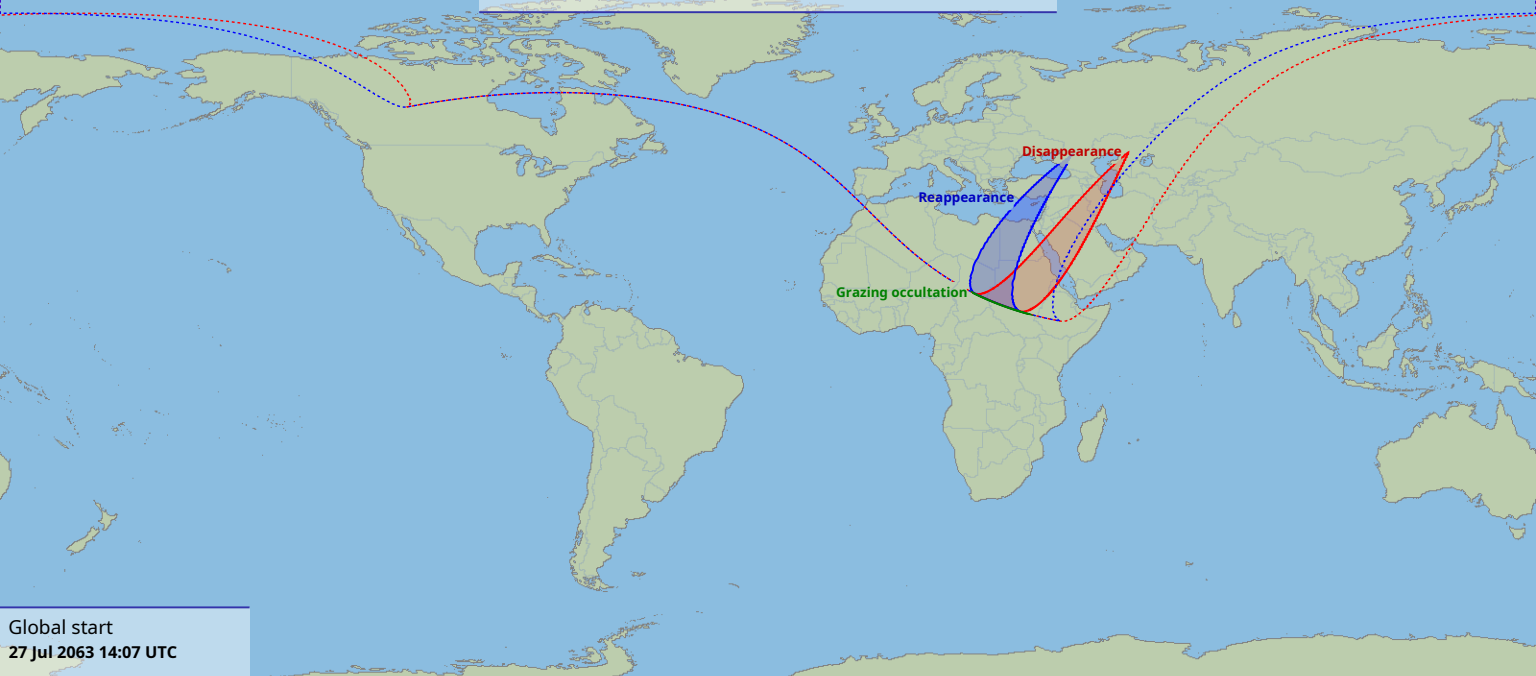 Disappearance
Reappearance
Grazing occultation
Global start
27 Jul 2063 14:07 UTC